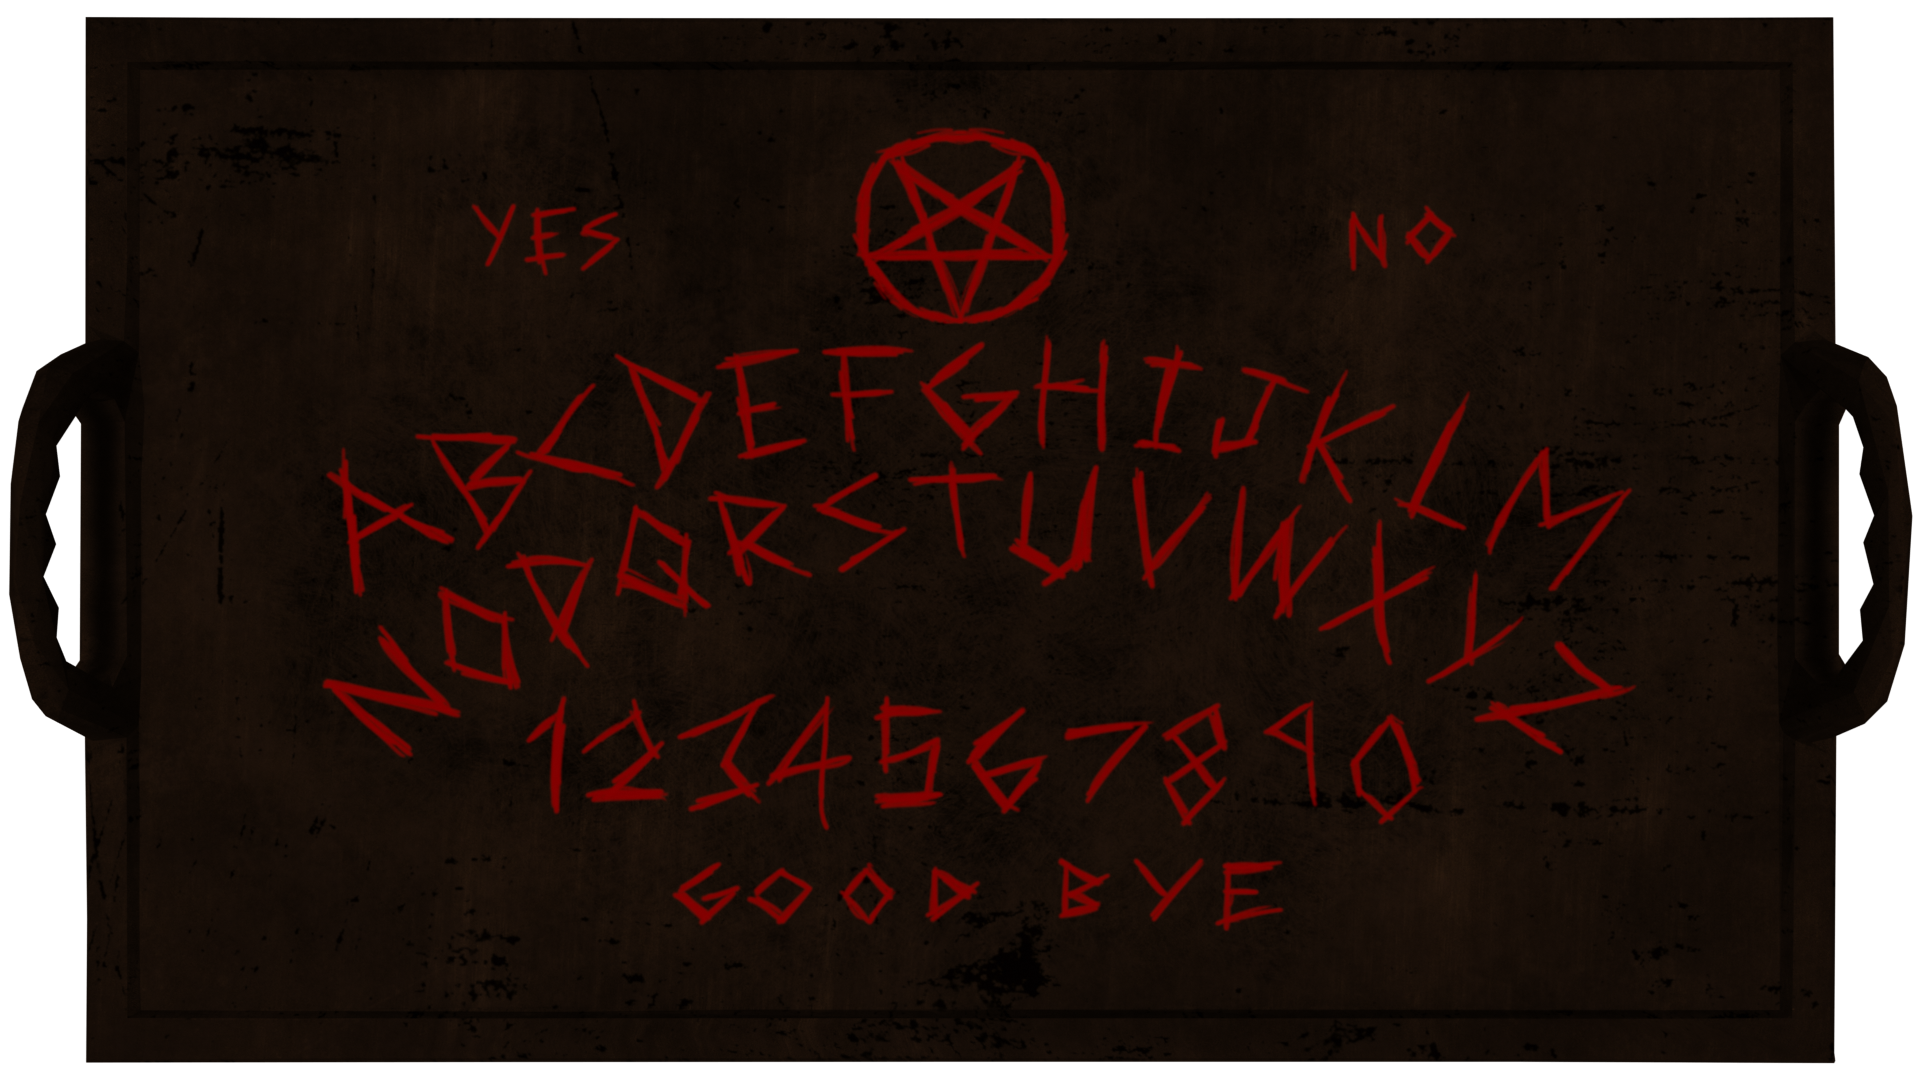 YES NO
ABCDEFGHIJKLM
NOPQRSTUVWXYZ
1234567890
GOOD BYE